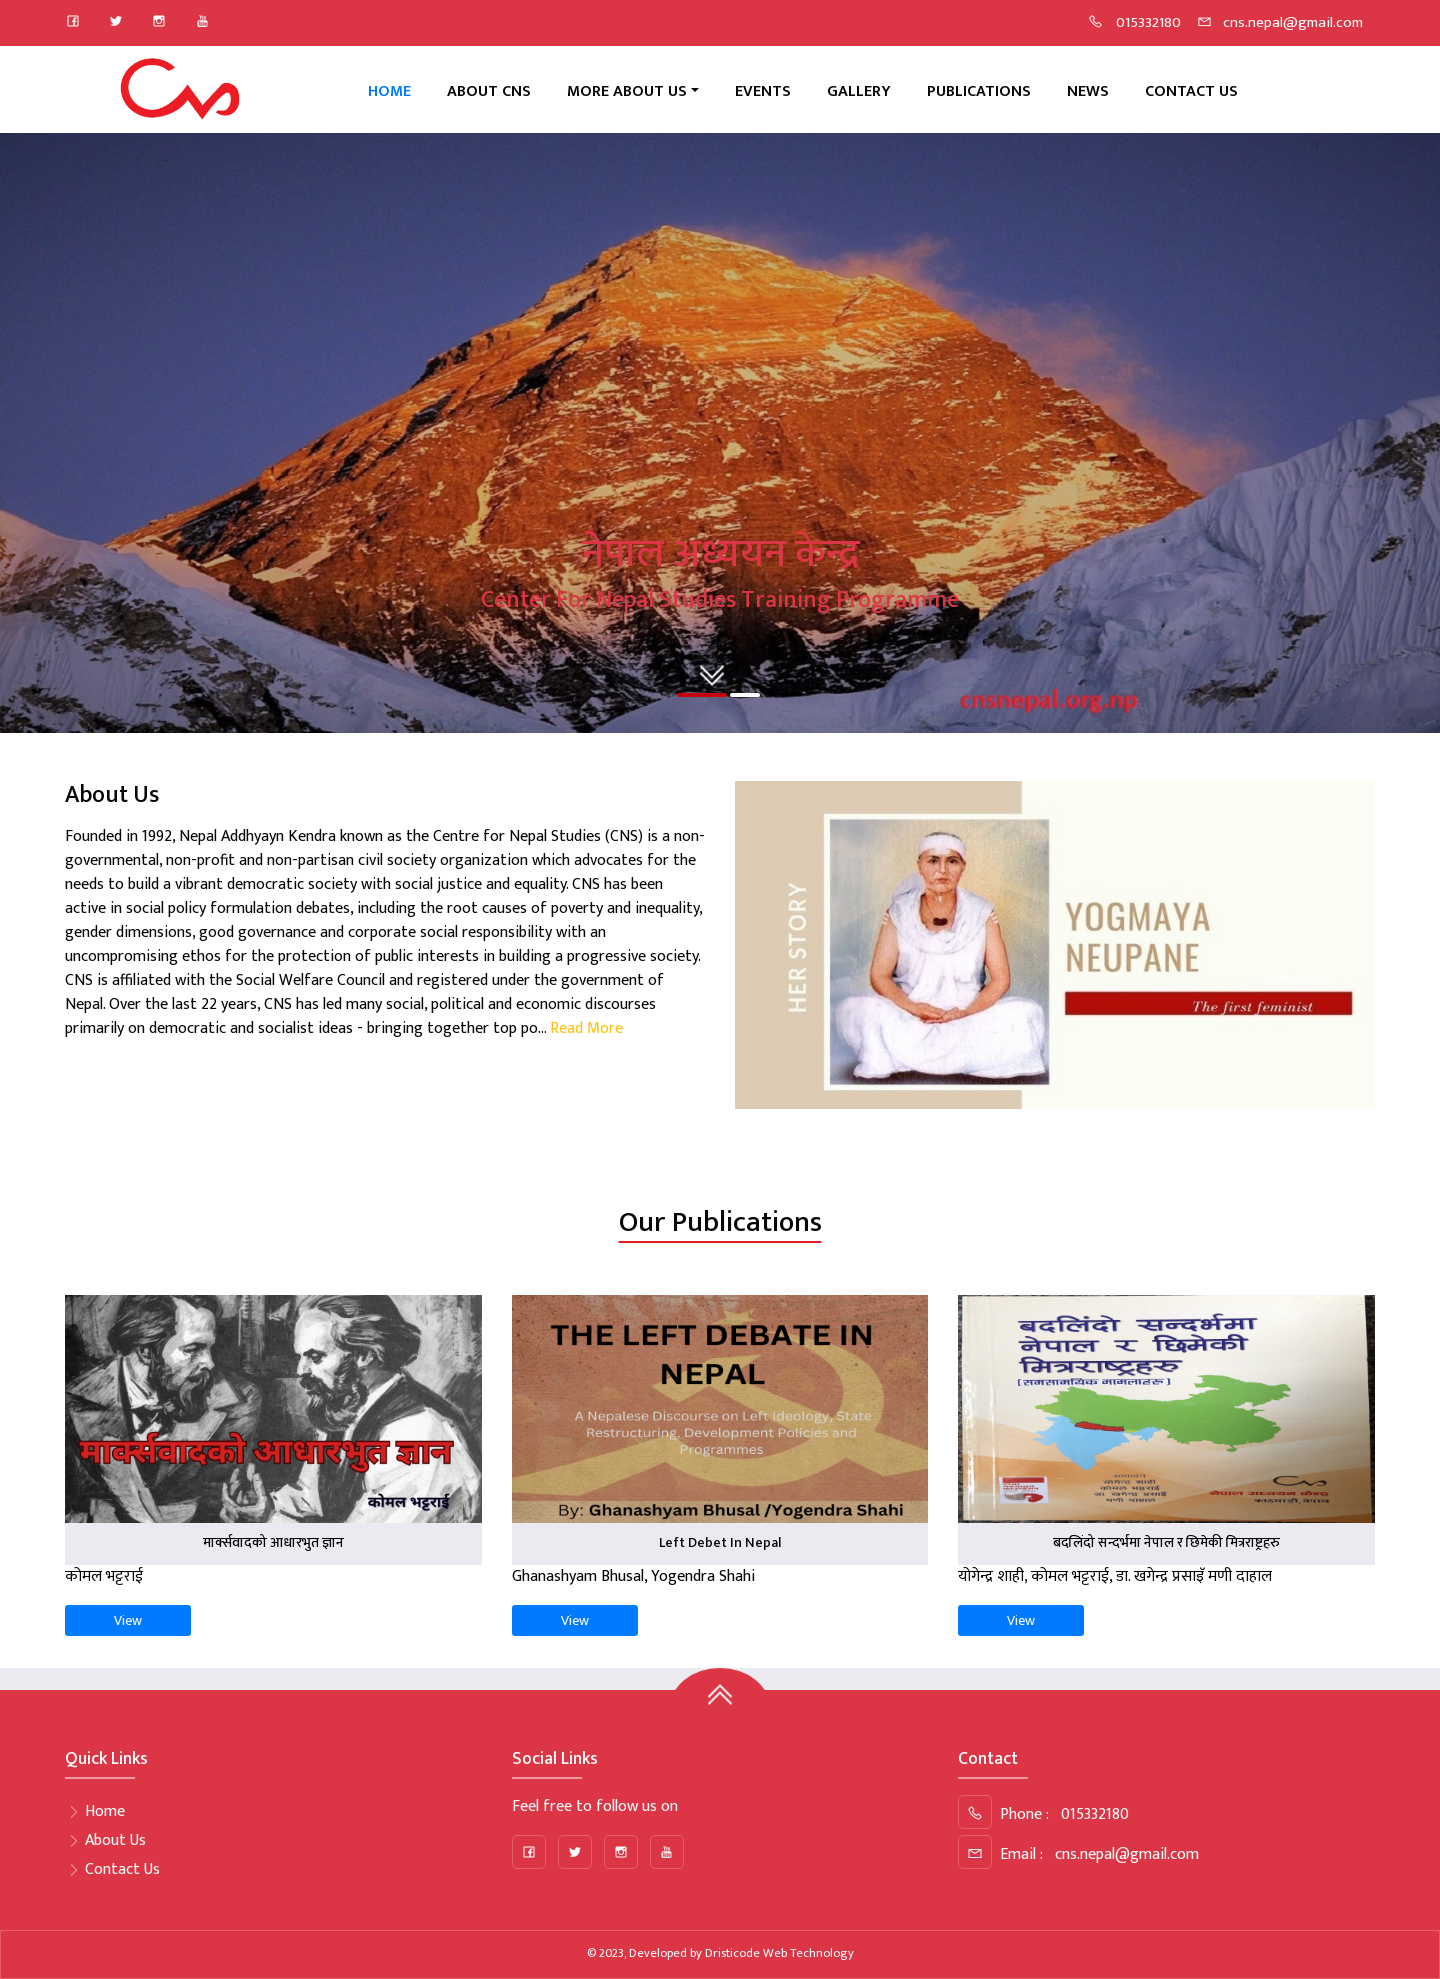 015332180 cns.nepal@gmail.com
Cns
HOME ABOUT CNS MORE ABOUT US EVENTS GALLERY PUBLICATIONS NEWS CONTACT US
नेपाल अध्ययन केन्द्र
Center For Nepal Studies Training Programme
cnsnepal.org.np
About Us
Founded in 1992, Nepal Addhyayn Kendra known as the Centre for Nepal Studies (CNS) is a non-
governmental, non-profit and non-partisan civil society organization which advocates for the
needs to build a vibrant democratic society with social justice and equality. CNS has been
active in social policy formulation debates, including the root causes of poverty and inequality,
gender dimensions, good governance and corporate social responsibility with an
uncompromising ethos for the protection of public interests in building a progressive society.
CNS is affiliated with the Social Welfare Council and registered under the government of
Nepal. Over the last 22 years, CNS has led many social, political and economic discourses
primarily on democratic and socialist ideas - bringing together top po... Read More
HER STORY
YOGMAYA
NEUPANE
The first feminist
Our Publications
मार्क्सवादको आधारभुत ज्ञान
कोमल भट्टराई
मार्क्सवादको आधारभुत ज्ञान
कोमल भट्टराई
View
THE LEFT DEBATE IN
NEPAL
A Nepalese Discourse on Left Ideology, State
Restructuring, Development Policies and
Programmes
By: Ghanashyam Bhusal /Yogendra Shahi
Left Debet In Nepal
Ghanashyam Bhusal, Yogendra Shahi
View
बदलिंदो सन्दर्भमा
नेपाल र छिमेकी
मित्रराष्ट्रहरु
(समसामयिक मामलाहरु)
योगेन्द्र शाही
कोमल भट्टराई
डा. खगेन्द्र प्रसाईं
मणी दाहाल
नेपाल अध्ययन केन्द्र
काठमाडौं, नेपाल
बदलिंदो सन्दर्भमा नेपाल र छिमेकी मित्रराष्ट्रहरु
योगेन्द्र शाही, कोमल भट्टराई, डा. खगेन्द्र प्रसाइँ मणी दाहाल
View
Quick Links
Home
About Us
Contact Us
Social Links
Feel free to follow us on
Contact
Phone : 015332180
Email : cns.nepal@gmail.com
© 2023, Developed by Dristicode Web Technology